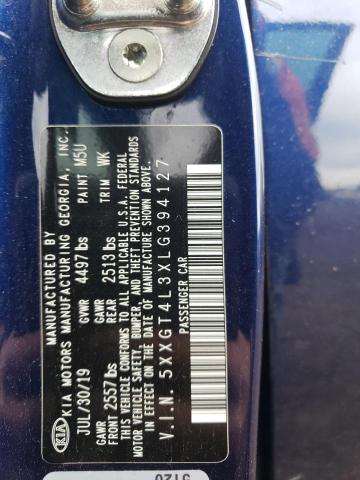 MANUFACTURED BY
KIA KIA MOTORS MANUFACTURING GEORGIA, INC.
JUL/30/19 GVWR 4497 lbs PAINT M5U
GAWR FRONT 2557 lbs GAWR REAR 2513 lbs TRIM WK
THIS VEHICLE CONFORMS TO ALL APPLICABLE U.S.A. FEDERAL
MOTOR VEHICLE SAFETY, BUMPER, AND THEFT PREVENTION STANDARDS
IN EFFECT ON THE DATE OF MANUFACTURE SHOWN ABOVE.
V.I.N. 5XXGT4L3XLG394127
PASSENGER CAR